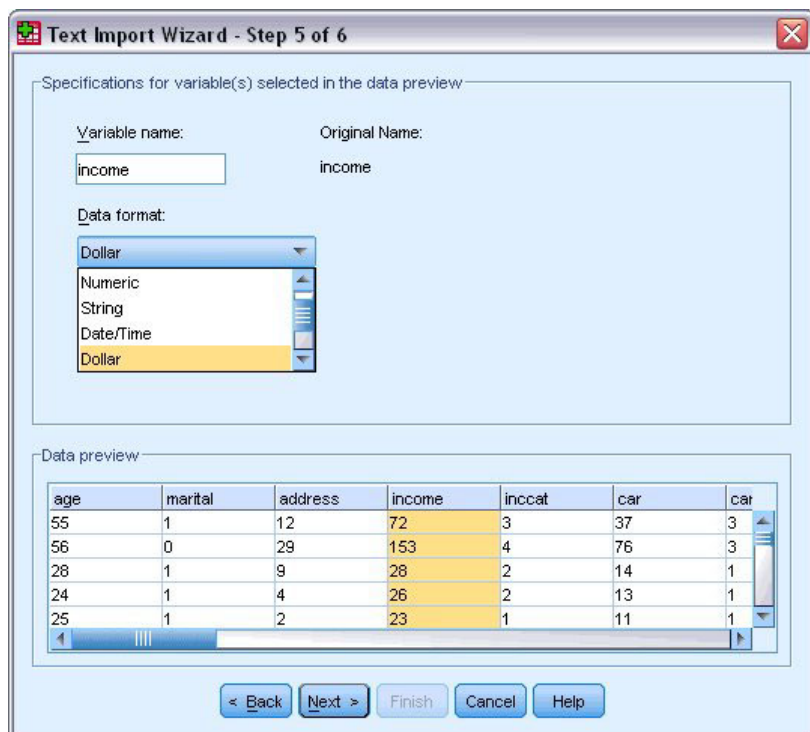 Text Import Wizard - Step 5 of 6
Specifications for variable(s) selected in the data preview
Variable name: Original Name:
income income
Data format:
Dollar
Numeric
String
Date/Time
Dollar
Data preview
age marital address income inccat car car
55 1 12 72 3 37 3
56 0 29 153 4 76 3
28 1 9 28 2 14 1
24 1 4 26 2 13 1
25 1 2 23 1 11 1
< Back Next > Finish Cancel Help